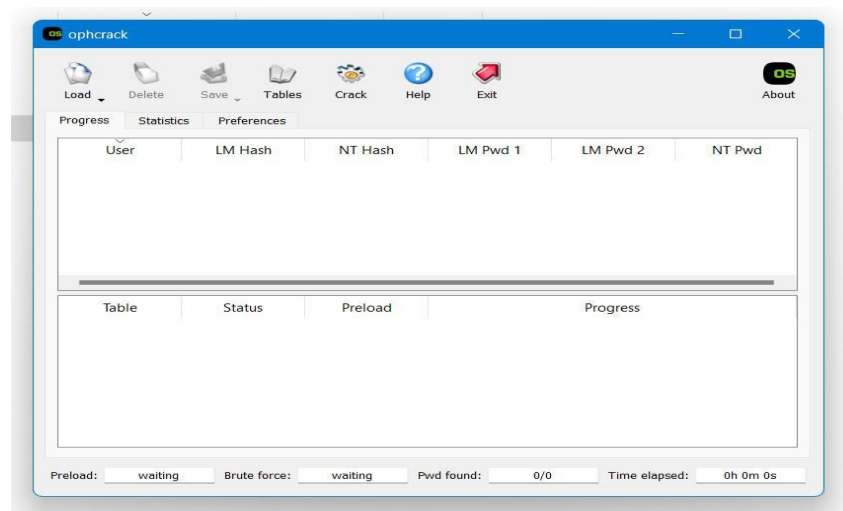 OS ophcrack
Load Delete Save Tables Crack Help Exit OS About
Progress Statistics Preferences
User LM Hash NT Hash LM Pwd 1 LM Pwd 2 NT Pwd
Table Status Preload Progress
Preload: waiting Brute force: waiting Pwd found: 0/0 Time elapsed: 0h 0m 0s